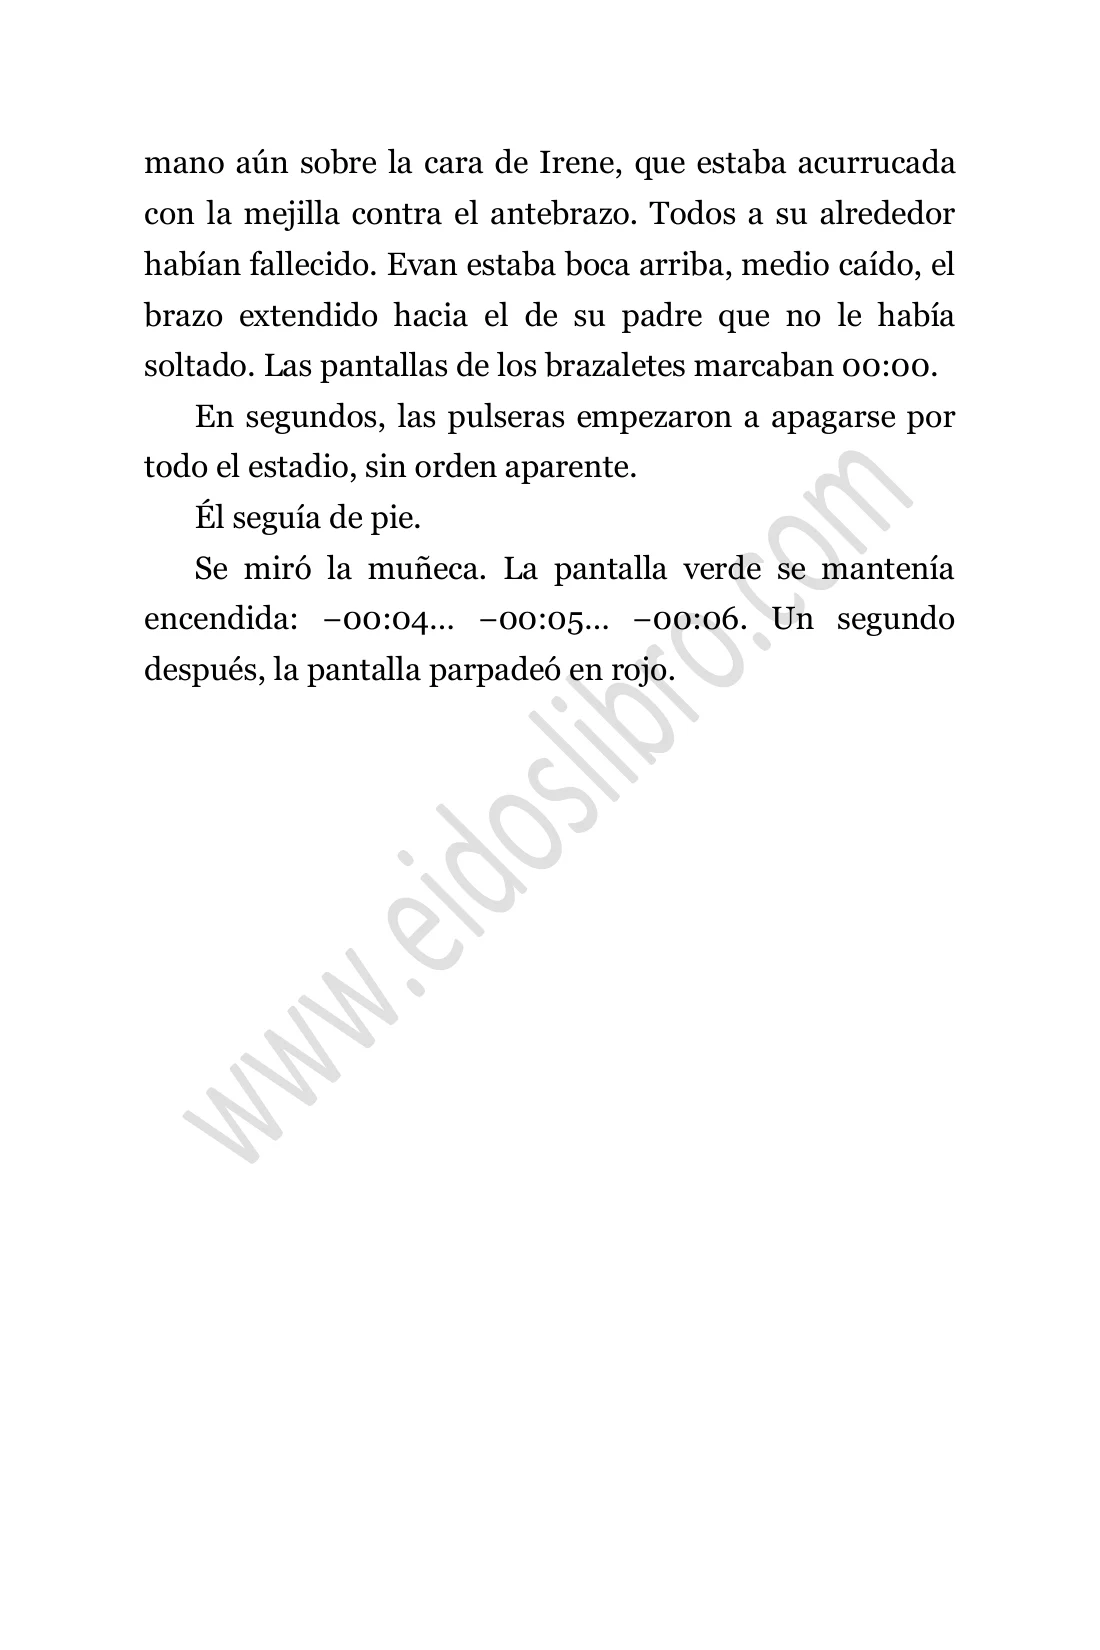 mano aún sobre la cara de Irene, que estaba acurrucada
con la mejilla contra el antebrazo. Todos a su alrededor
habían fallecido. Evan estaba boca arriba, medio caído, el
brazo extendido hacia el de su padre que no le había
soltado. Las pantallas de los brazaletes marcaban 00:00.
En segundos, las pulseras empezaron a apagarse por
todo el estadio, sin orden aparente.
Él seguía de pie.
Se miró la muñeca. La pantalla verde se mantenía
encendida: −00:04… −00:05… −00:06. Un segundo
después, la pantalla parpadeó en rojo.
www.eidoslibro.com